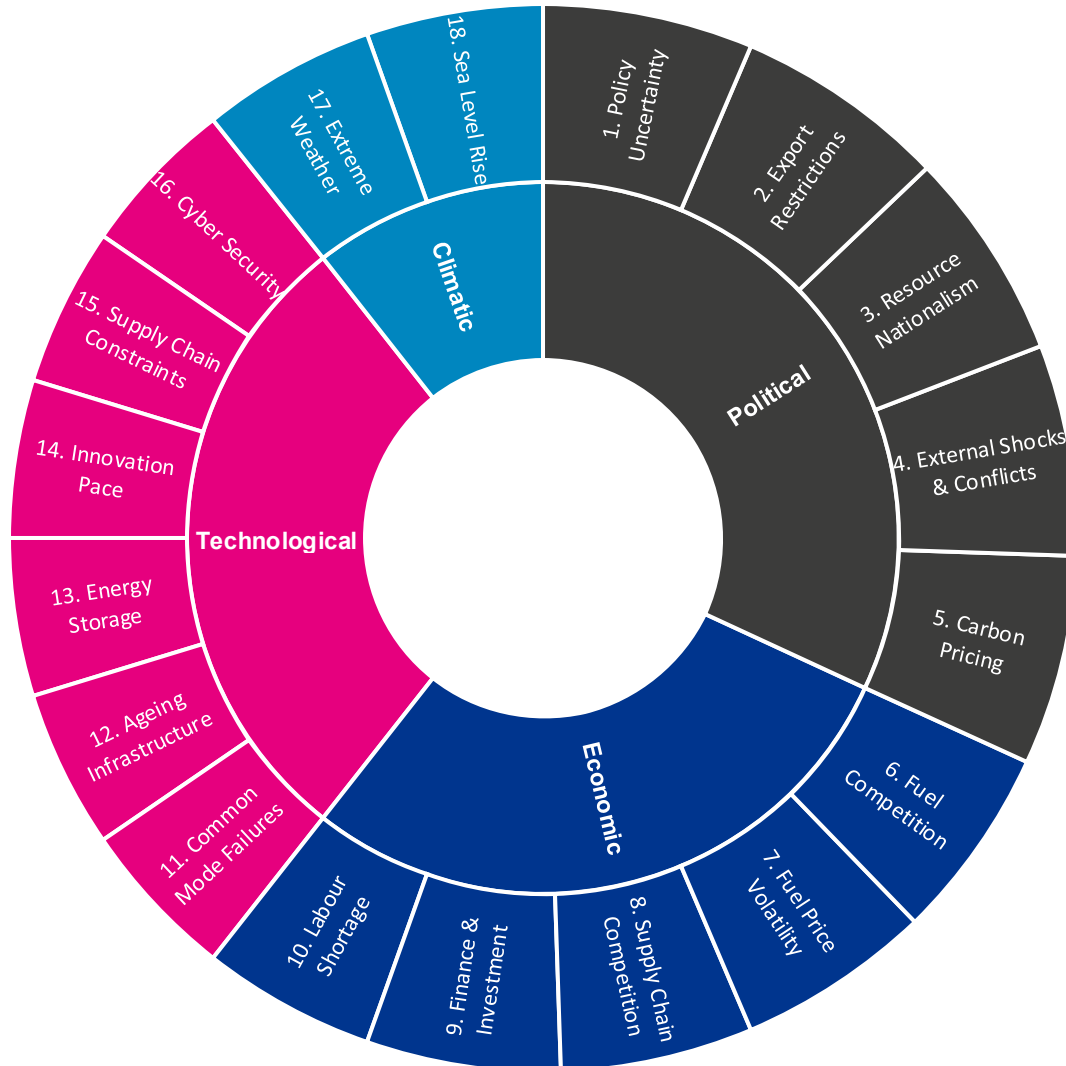 Political
1. Policy
Uncertainty
2. Export
Restrictions
3. Resource
Nationalism
4. External Shocks
& Conflicts
5. Carbon
Pricing
Economic
6. Fuel
Competition
7. Fuel Price
Volatility
8. Supply Chain
Competition
9. Finance &
Investment
10. Labour
Shortage
Technological
11. Common
Mode Failures
12. Ageing
Infrastructure
13. Energy
Storage
14. Innovation
Pace
15. Supply Chain
Constraints
16. Cyber Security
Climatic
17. Extreme
Weather
18. Sea Level Rise